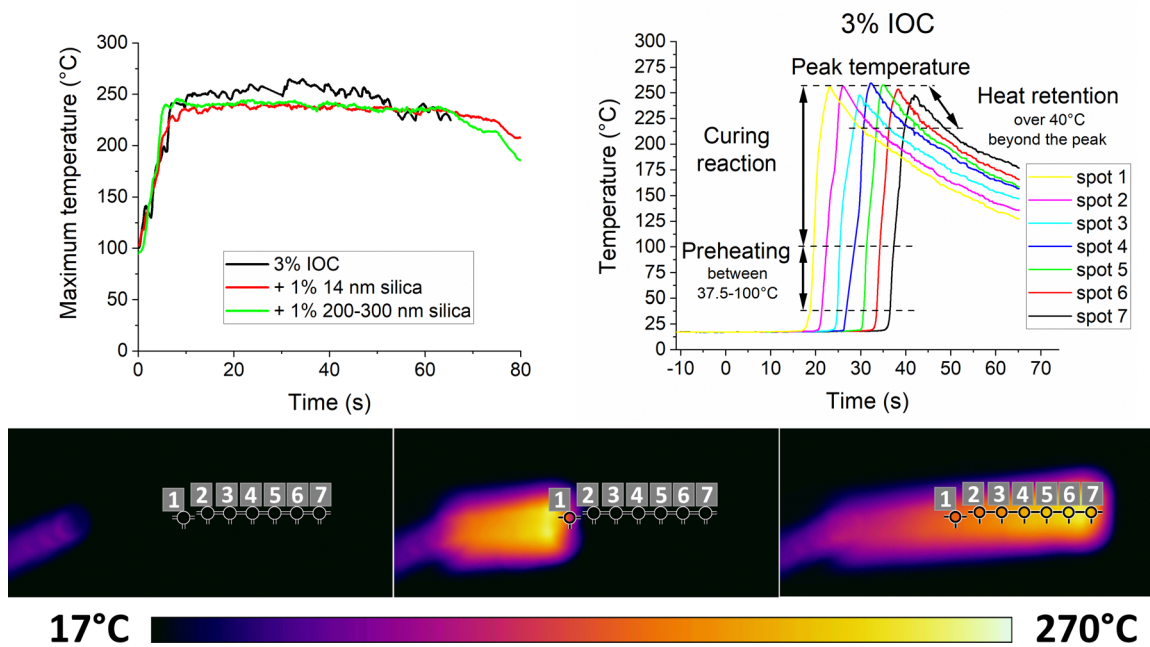 300
250
200
150
100
50
0
Maximum temperature (°C)
3% IOC
+ 1% 14 nm silica
+ 1% 200-300 nm silica
0 20 40 60 80
Time (s)
3% IOC
300
275
250
225
200
175
150
125
100
75
50
25
0
Temperature (°C)
Peak temperature
Heat retention
over 40°C
beyond the peak
Curing
reaction
Preheating
between
37.5-100°C
spot 1
spot 2
spot 3
spot 4
spot 5
spot 6
spot 7
-10 0 10 20 30 40 50 60 70
Time (s)
1 2 3 4 5 6 7
1 2 3 4 5 6 7
1 2 3 4 5 6 7
17°C 270°C